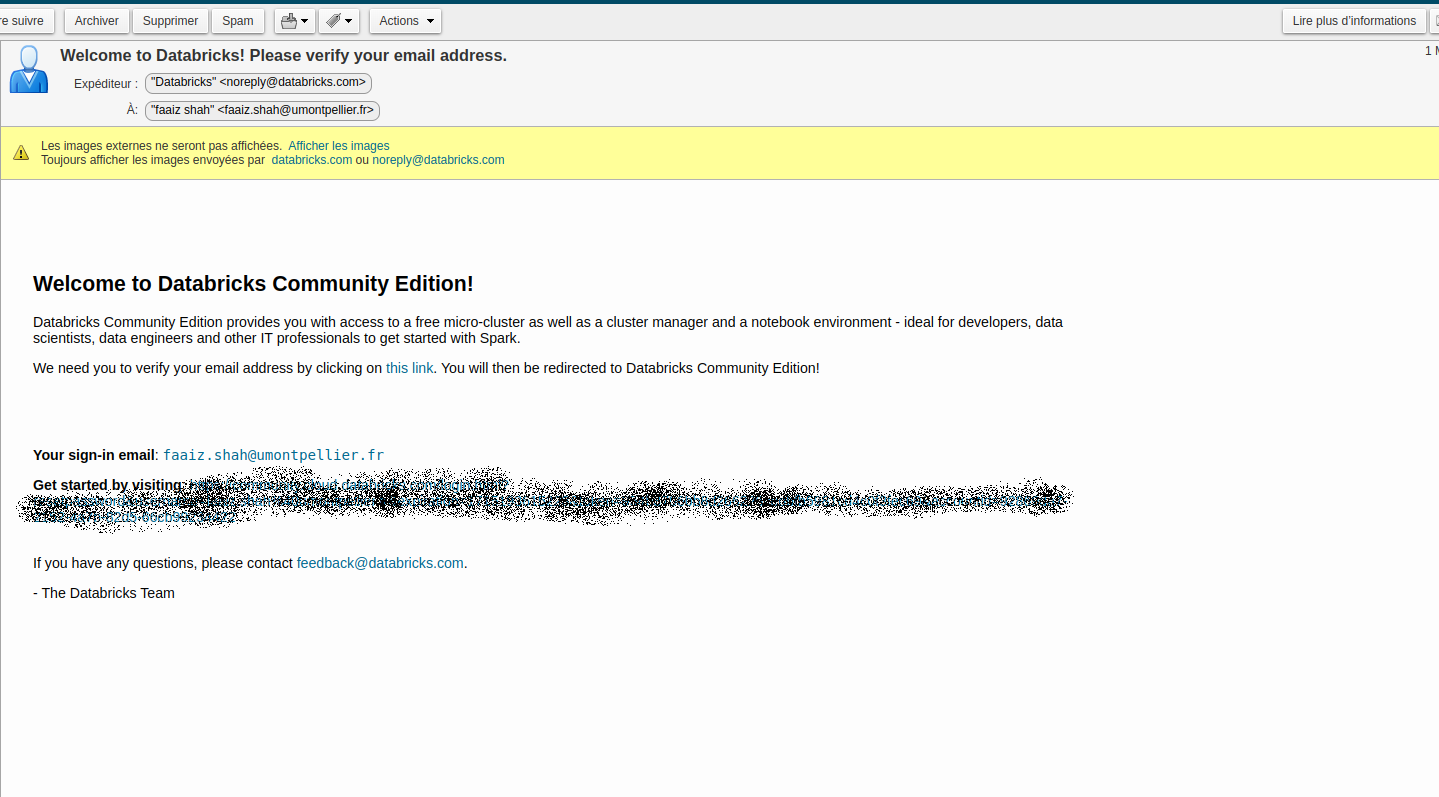 re suivre Archiver Supprimer Spam Actions Lire plus d'informations
Welcome to Databricks! Please verify your email address.
1 M
Expéditeur : "Databricks" <noreply@databricks.com>
À: "faaiz shah" <faaiz.shah@umontpellier.fr>
Les images externes ne seront pas affichées. Afficher les images
Toujours afficher les images envoyées par databricks.com ou noreply@databricks.com
Welcome to Databricks Community Edition!
Databricks Community Edition provides you with access to a free micro-cluster as well as a cluster manager and a notebook environment - ideal for developers, data
scientists, data engineers and other IT professionals to get started with Spark.
We need you to verify your email address by clicking on this link. You will then be redirected to Databricks Community Edition!
Your sign-in email: faaiz.shah@umontpellier.fr
Get started by visiting:
If you have any questions, please contact feedback@databricks.com.
- The Databricks Team